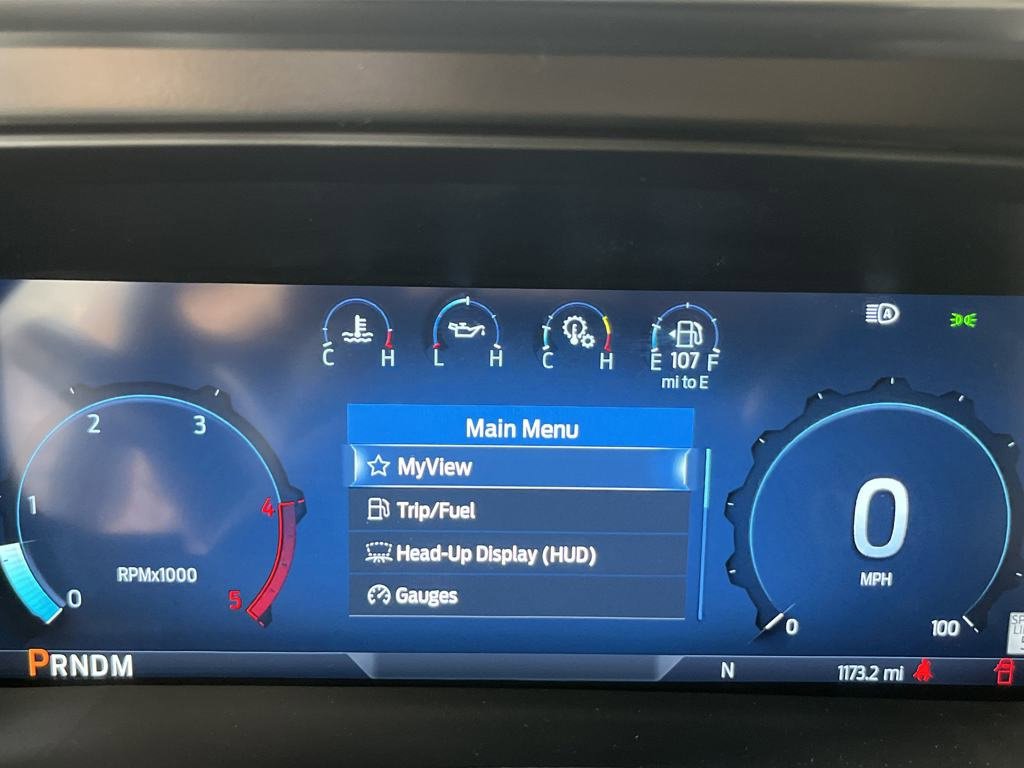 C H
L H
C H
E 107 F
mi to E
Main Menu
MyView
Trip/Fuel
Head-Up Display (HUD)
Gauges
0
1
2
3
4
5
RPMx1000
A
0
MPH
0
100
PRNDM
N
1173.2 mi